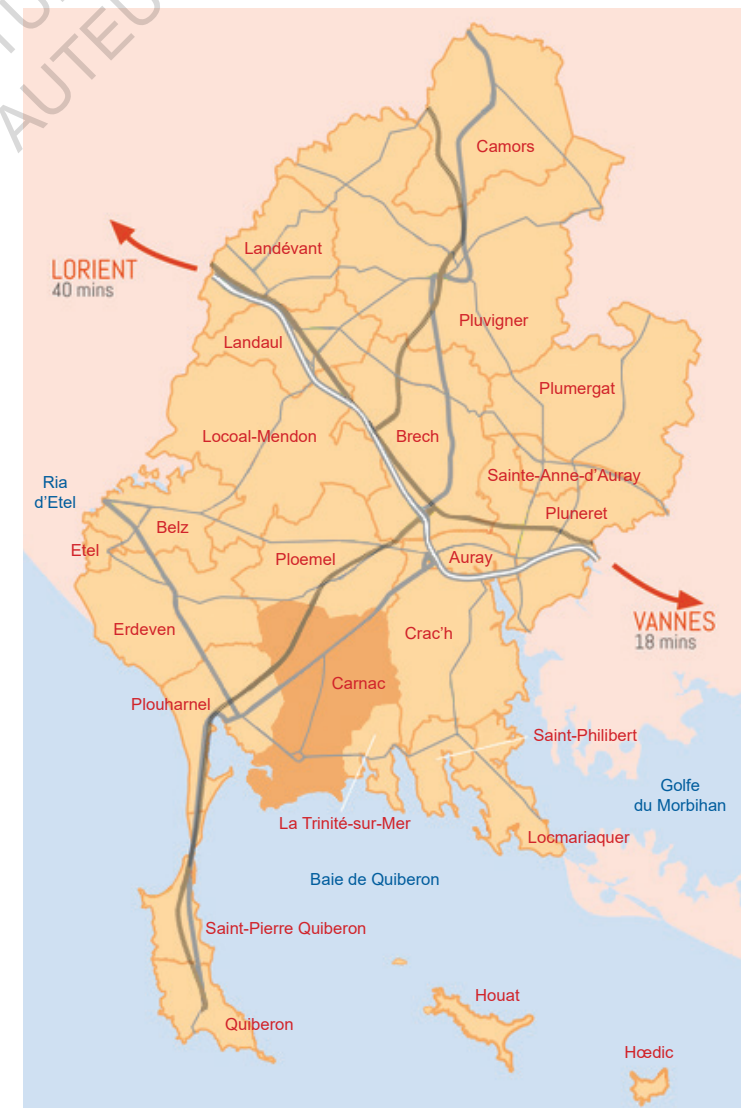 AUTEU
Camors
Landévant
LORIENT
40 mins
Pluvigner
Landaul
Plumergat
Locoal-Mendon
Brech
Sainte-Anne-d'Auray
Ria
d'Etel
Pluneret
Belz
Etel
Ploemel
Auray
VANNES
18 mins
Erdeven
Crac'h
Carnac
Plouharnel
Saint-Philibert
Golfe
du Morbihan
La Trinité-sur-Mer
Locmariaquer
Baie de Quiberon
Saint-Pierre Quiberon
Houat
Quiberon
Hœdic